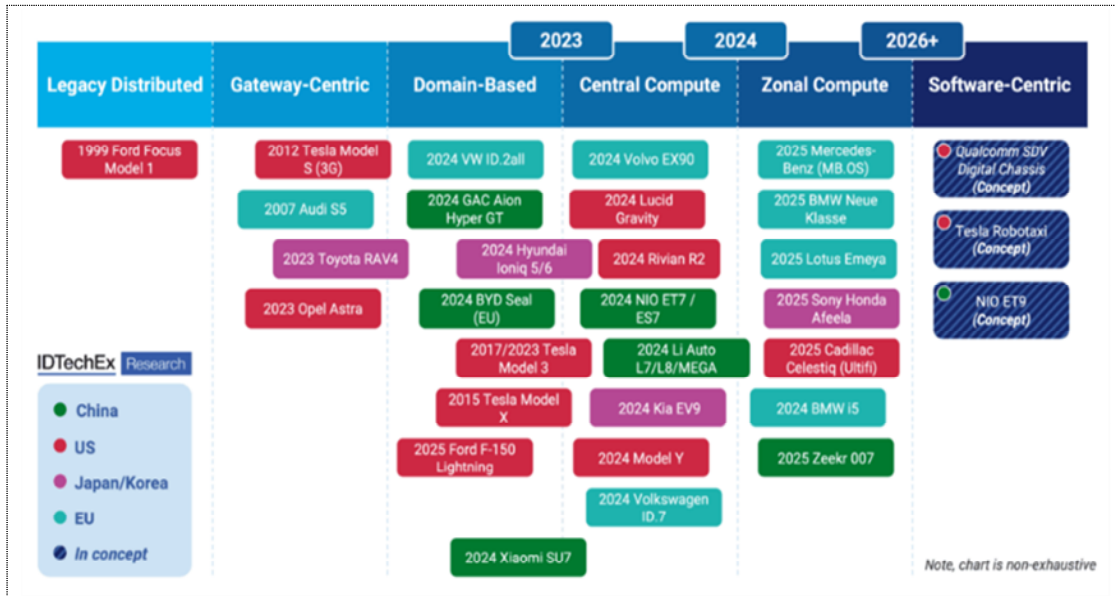 2023
2024
2026+
Legacy Distributed
Gateway-Centric
Domain-Based
Central Compute
Zonal Compute
Software-Centric
1999 Ford Focus
Model 1
2012 Tesla Model
S (3G)
2007 Audi S5
2023 Toyota RAV4
2023 Opel Astra
2024 VW ID.2all
2024 GAC Aion
Hyper GT
2024 Hyundai
Ioniq 5/6
2024 BYD Seal
(EU)
2017/2023 Tesla
Model 3
2015 Tesla Model
X
2025 Ford F-150
Lightning
2024 Xiaomi SU7
2024 Volvo EX90
2024 Lucid
Gravity
2024 Rivian R2
2024 NIO ET7 /
ES7
2024 Li Auto
L7/L8/MEGA
2024 Kia EV9
2024 Model Y
2024 Volkswagen
ID.7
2025 Mercedes-
Benz (MB.OS)
2025 BMW Neue
Klasse
2025 Lotus Emeya
2025 Sony Honda
Afeela
2025 Cadillac
Celestiq (Ultifi)
2024 BMW i5
2025 Zeekr 007
Qualcomm SDV
Digital Chassis
(Concept)
Tesla Robotaxi
(Concept)
NIO ET9
(Concept)
IDTechEx Research
China
US
Japan/Korea
EU
In concept
Note, chart is non-exhaustive